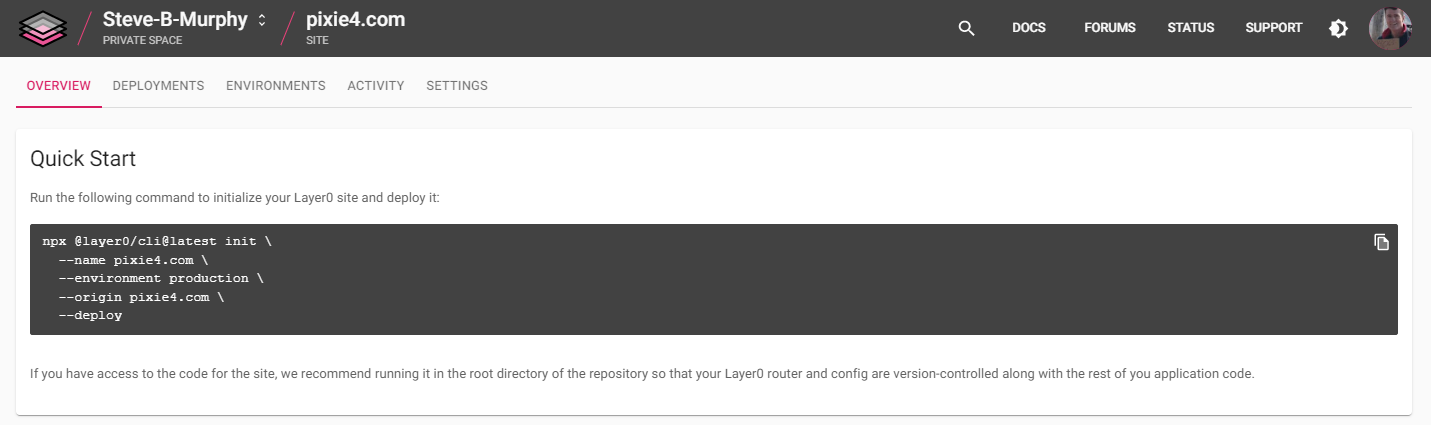 Steve-B-Murphy
PRIVATE SPACE
pixie4.com
SITE
DOCS
FORUMS
STATUS
SUPPORT
OVERVIEW
DEPLOYMENTS
ENVIRONMENTS
ACTIVITY
SETTINGS
Quick Start
Run the following command to initialize your Layer0 site and deploy it:
npx @layer0/cli@latest init \
--name pixie4.com \
--environment production \
--origin pixie4.com \
--deploy
If you have access to the code for the site, we recommend running it in the root directory of the repository so that your Layer0 router and config are version-controlled along with the rest of you application code.